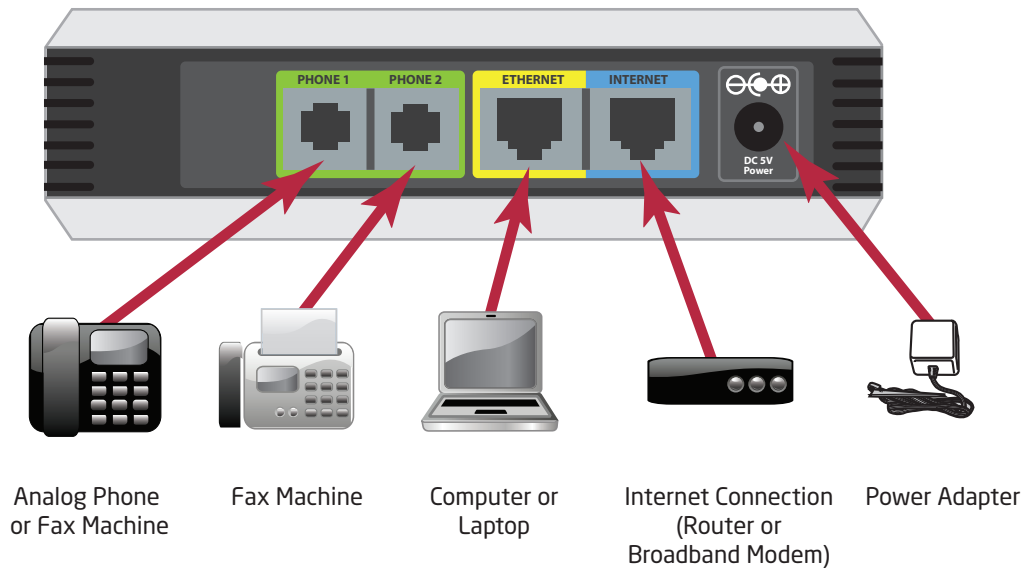 PHONE 1
PHONE 2
ETHERNET
INTERNET
DC 5V
Power
Analog Phone
or Fax Machine
Fax Machine
Computer or
Laptop
Internet Connection
(Router or
Broadband Modem)
Power Adapter